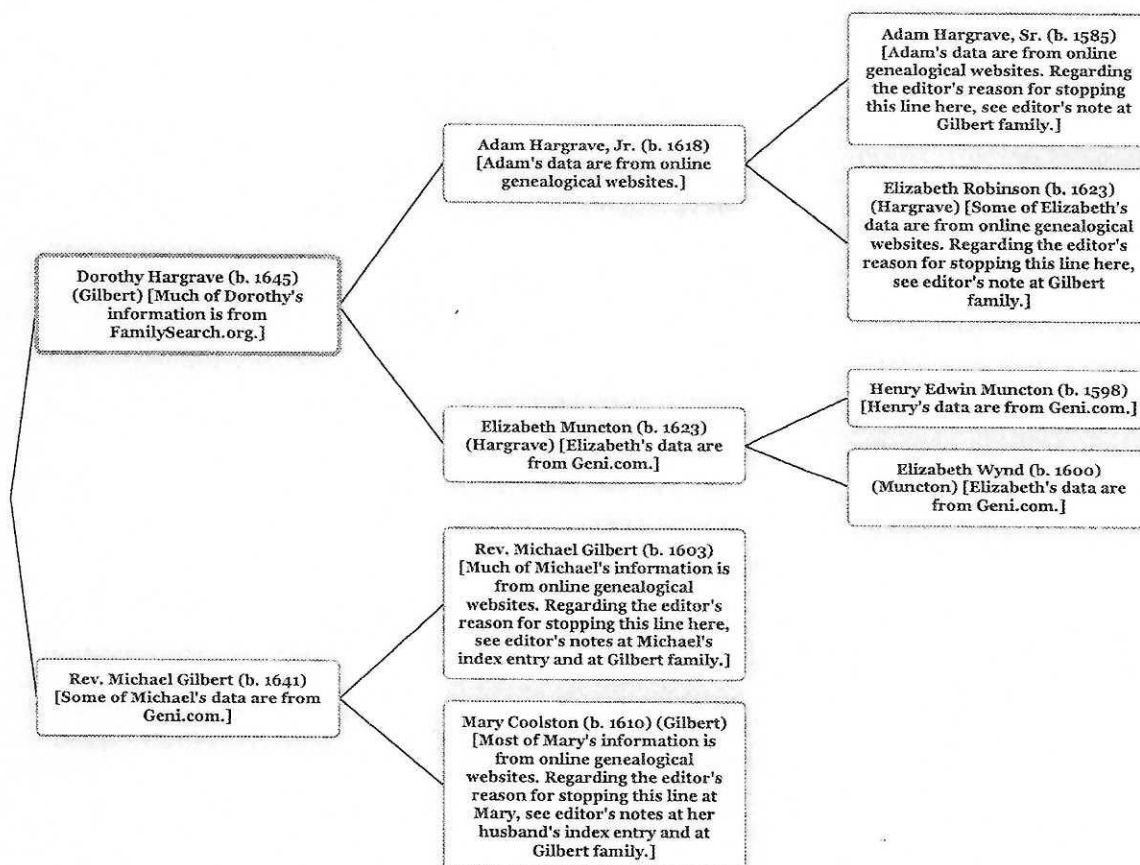 Adam Hargrave, Sr. (b. 1585)
[Adam's data are from online
genealogical websites. Regarding
the editor's reason for stopping
this line here, see editor's note at
Gilbert family.]
Adam Hargrave, Jr. (b. 1618)
[Adam's data are from online
genealogical websites.]
Elizabeth Robinson (b. 1623)
(Hargrave) [Some of Elizabeth's
data are from online genealogical
websites. Regarding the editor's
reason for stopping this line here,
see editor's note at Gilbert
family.]
Dorothy Hargrave (b. 1645)
(Gilbert) [Much of Dorothy's
information is from
FamilySearch.org.]
Henry Edwin Muncton (b. 1598)
[Henry's data are from Geni.com.]
Elizabeth Muncton (b. 1623)
(Hargrave) [Elizabeth's data are
from Geni.com.]
Elizabeth Wynd (b. 1600)
(Muncton) [Elizabeth's data are
from Geni.com.]
Rev. Michael Gilbert (b. 1603)
[Much of Michael's information is
from online genealogical
websites. Regarding the editor's
reason for stopping this line here,
see editor's notes at Michael's
index entry and at Gilbert family.]
Rev. Michael Gilbert (b. 1641)
[Some of Michael's data are from
Geni.com.]
Mary Coolston (b. 1610) (Gilbert)
[Most of Mary's information is
from online genealogical
websites. Regarding the editor's
reason for stopping this line at
Mary, see editor's notes at her
husband's index entry and at
Gilbert family.]